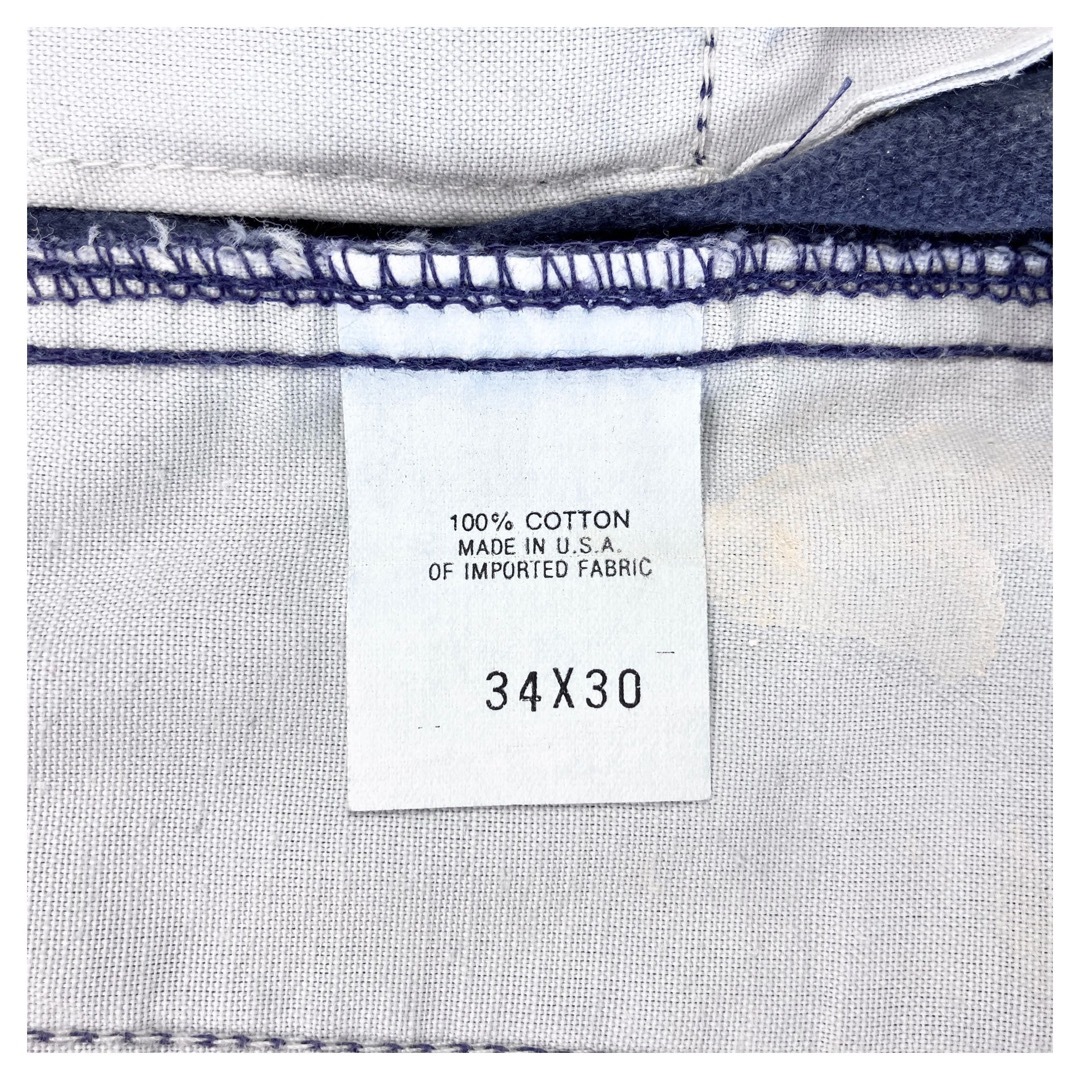 100% COTTON
MADE IN U.S.A.
OF IMPORTED FABRIC
34X30